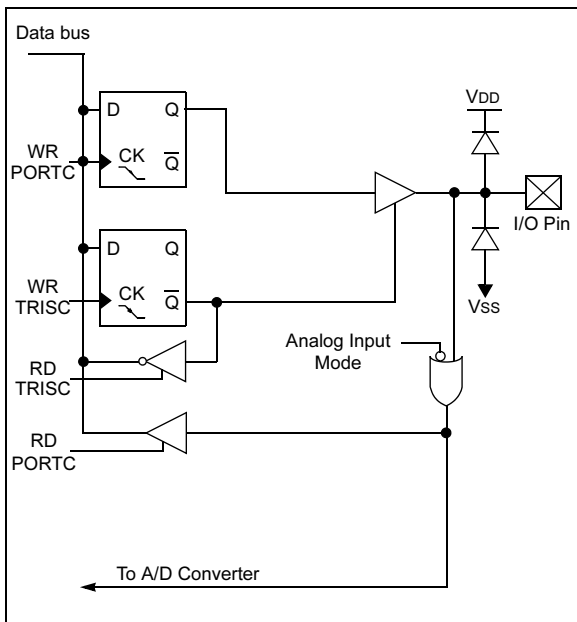 Data bus
D
Q
WR
PORTC
CK
Q̅
VDD
I/O Pin
VSS
D
Q
WR
TRISC
CK
Q̅
Analog Input
Mode
RD
TRISC
RD
PORTC
To A/D Converter